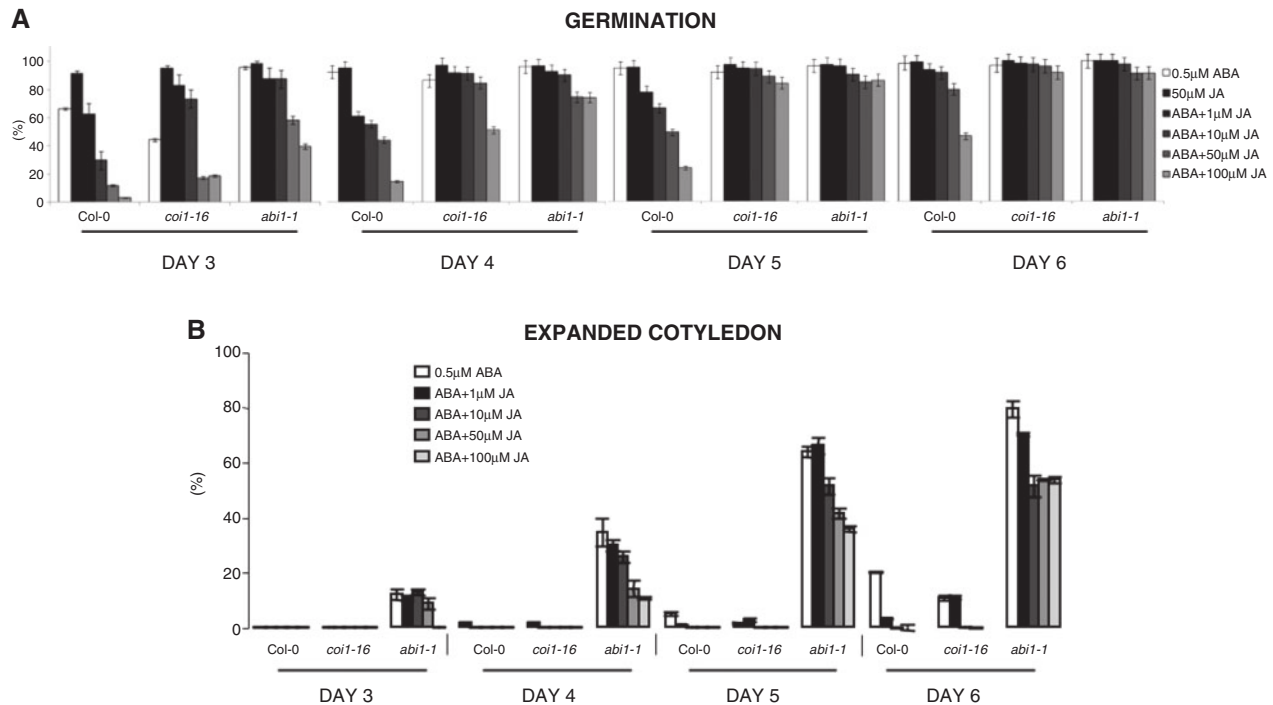 A
GERMINATION
100
80
60
40
20
0
(%)
0.5µM ABA
50µM JA
ABA+1µM JA
ABA+10µM JA
ABA+50µM JA
ABA+100µM JA
Col-0 coi1-16 abi1-1 Col-0 coi1-16 abi1-1 Col-0 coi1-16 abi1-1 Col-0 coi1-16 abi1-1
DAY 3 DAY 4 DAY 5 DAY 6
B
EXPANDED COTYLEDON
100
80
60
40
20
0
(%)
0.5µM ABA
ABA+1µM JA
ABA+10µM JA
ABA+50µM JA
ABA+100µM JA
Col-0 coi1-16 abi1-1 Col-0 coi1-16 abi1-1 Col-0 coi1-16 abi1-1 Col-0 coi1-16 abi1-1
DAY 3 DAY 4 DAY 5 DAY 6